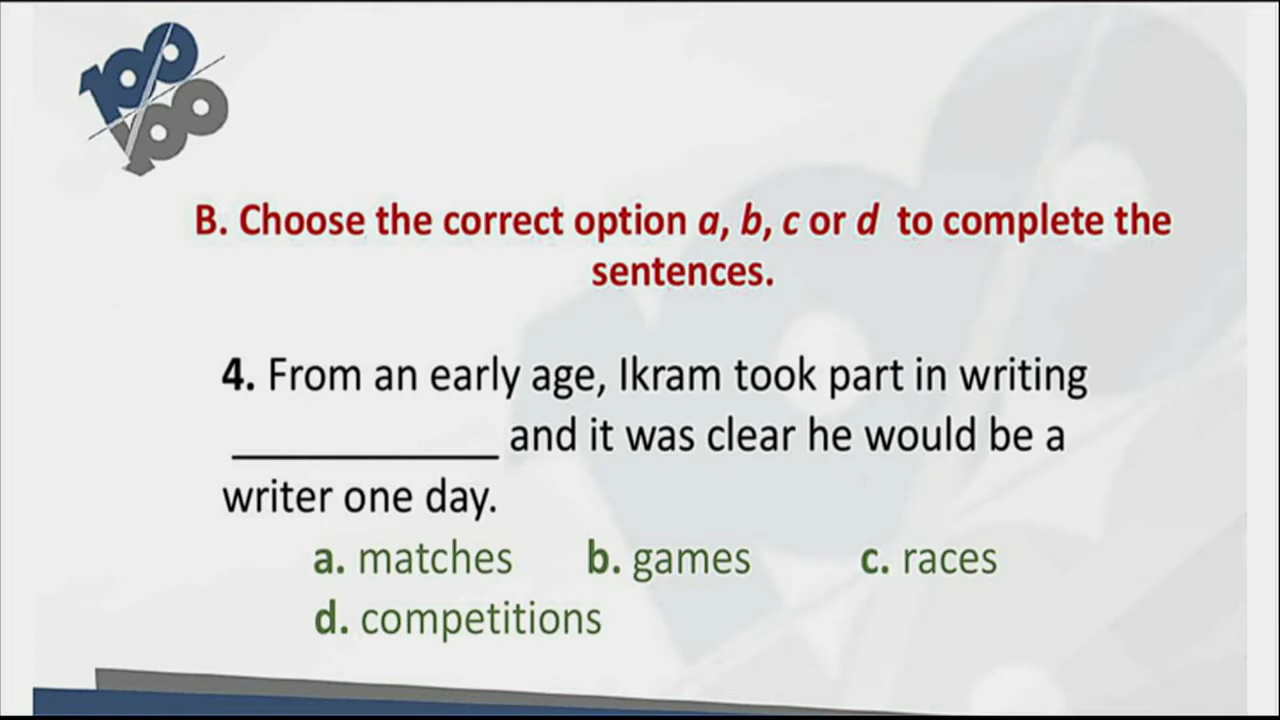 100
100
B. Choose the correct option a, b, c or d to complete the
sentences.
4. From an early age, Ikram took part in writing
____________ and it was clear he would be a
writer one day.
a. matches b. games c. races
d. competitions